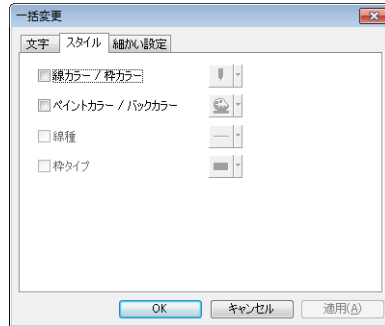 一括変更
文字 スタイル 細かい設定
線カラー / 枠カラー
ペイントカラー / バックカラー
線種
枠タイプ
OK キャンセル 適用(A)